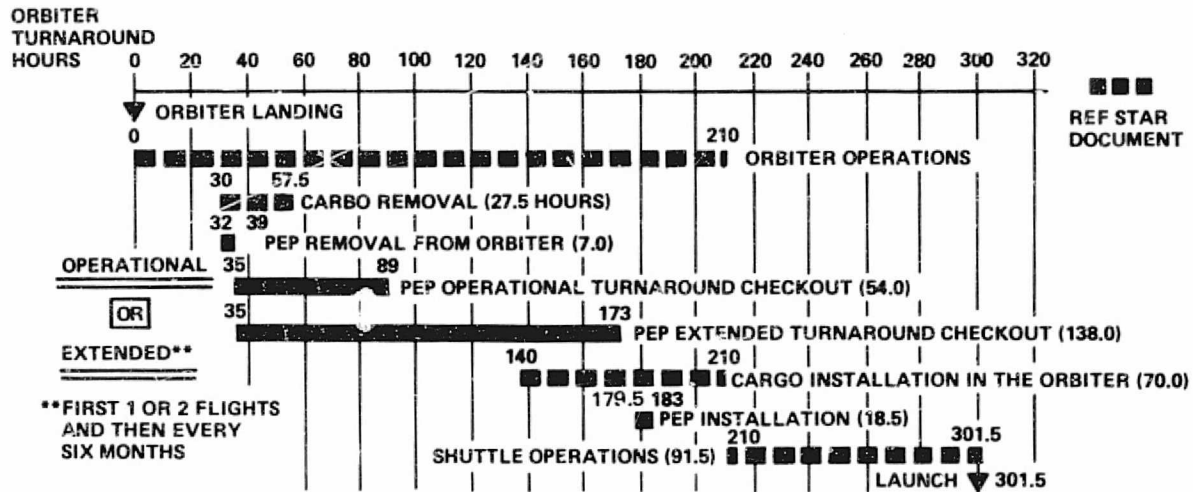 ORBITER
TURNAROUND
HOURS
0 20 40 60 80 100 120 140 160 180 200 220 240 260 280 300 320
ORBITER LANDING
REF STAR
DOCUMENT
0 210
ORBITER OPERATIONS
30 57.5
CARBO REMOVAL (27.5 HOURS)
32 39
PEP REMOVAL FROM ORBITER (7.0)
OPERATIONAL 35 89
PEP OPERATIONAL TURNAROUND CHECKOUT (54.0)
OR 35 173
PEP EXTENDED TURNAROUND CHECKOUT (138.0)
EXTENDED** 140 210
CARGO INSTALLATION IN THE ORBITER (70.0)
179.5 183
**FIRST 1 OR 2 FLIGHTS
AND THEN EVERY
SIX MONTHS
PEP INSTALLATION (18.5)
210 301.5
SHUTTLE OPERATIONS (91.5)
LAUNCH 301.5